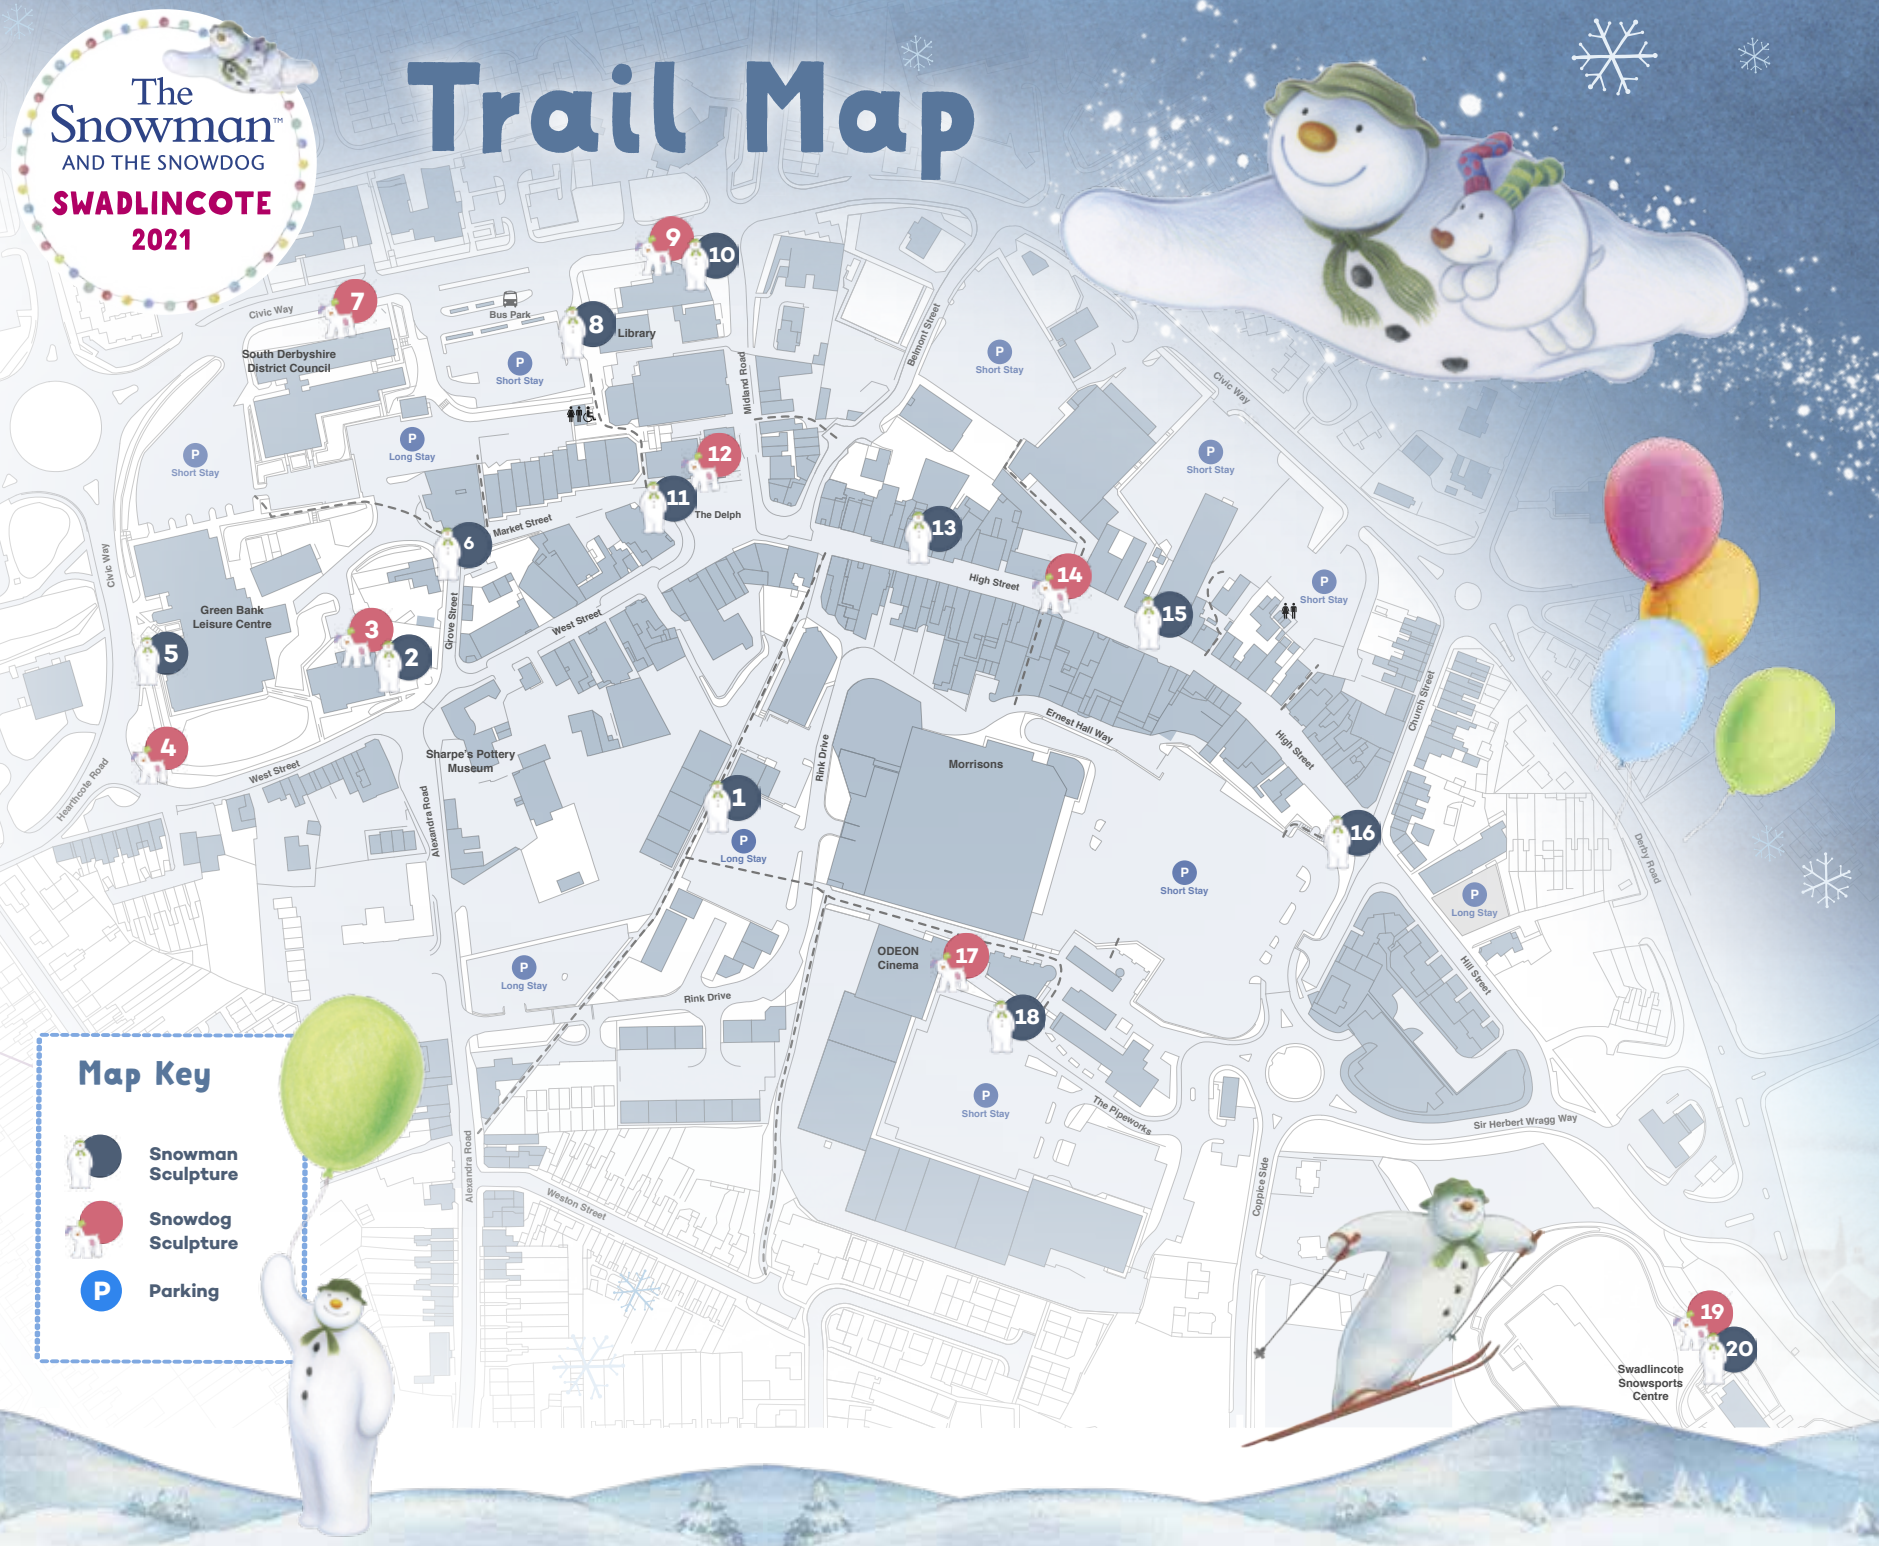 The
Snowman™
AND THE SNOWDOG
SWADLINCOTE
2021
Trail Map
9
10
7
Civic Way
Bus Park
8
Library
South Derbyshire
District Council
P
Short Stay
Midland Road
Belmont Street
P
Short Stay
Civic Way
P
Short Stay
P
Long Stay
12
P
Short Stay
11
The Delph
Market Street
6
13
High Street
14
P
Short Stay
15
Civic Way
Green Bank
Leisure Centre
Grove Street
West Street
3
2
5
4
West Street
Hearthcote Road
Sharpe's Pottery
Museum
Alexandra Road
Rink Drive
1
P
Long Stay
Morrisons
Ernest Hall Way
High Street
Church Street
16
P
Short Stay
P
Long Stay
Derby Road
Hill Street
ODEON
Cinema
17
18
P
Long Stay
Rink Drive
P
Short Stay
The Pipeworks
Sir Herbert Wragg Way
Coppice Side
Alexandra Road
Weston Street
19
20
Swadlincote
Snowsports
Centre
Map Key
Snowman
Sculpture
Snowdog
Sculpture
P
Parking